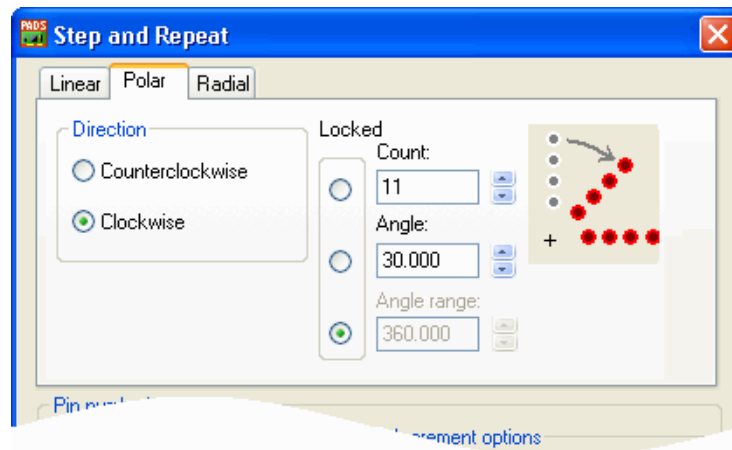 PADS
Step and Repeat
Linear Polar Radial
Direction
Counterclockwise
Clockwise
Locked
Count:
11
Angle:
30.000
Angle range:
360.000
options